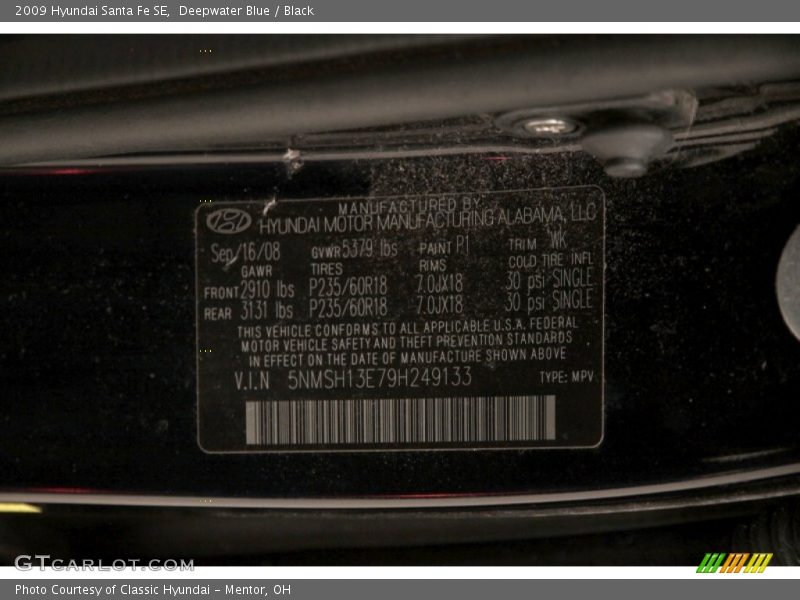 2009 Hyundai Santa Fe SE,  Deepwater Blue / Black
MANUFACTURED BY
HYUNDAI MOTOR MANUFACTURING ALABAMA, LLC
Sep/16/08 GVWR 5379 lbs PAINT P1 TRIM WK
GAWR TIRES RIMS COLD TIRE INFL
FRONT 2910 lbs P235/60R18 7.0JX18 30 psi SINGLE
REAR 3131 lbs P235/60R18 7.0JX18 30 psi SINGLE
THIS VEHICLE CONFORMS TO ALL APPLICABLE U.S.A. FEDERAL
MOTOR VEHICLE SAFETY AND THEFT PREVENTION STANDARDS
IN EFFECT ON THE DATE OF MANUFACTURE SHOWN ABOVE
V.I.N 5NMSH13E79H249133 TYPE: MPV
GTCARLOT.COM
Photo Courtesy of Classic Hyundai - Mentor, OH